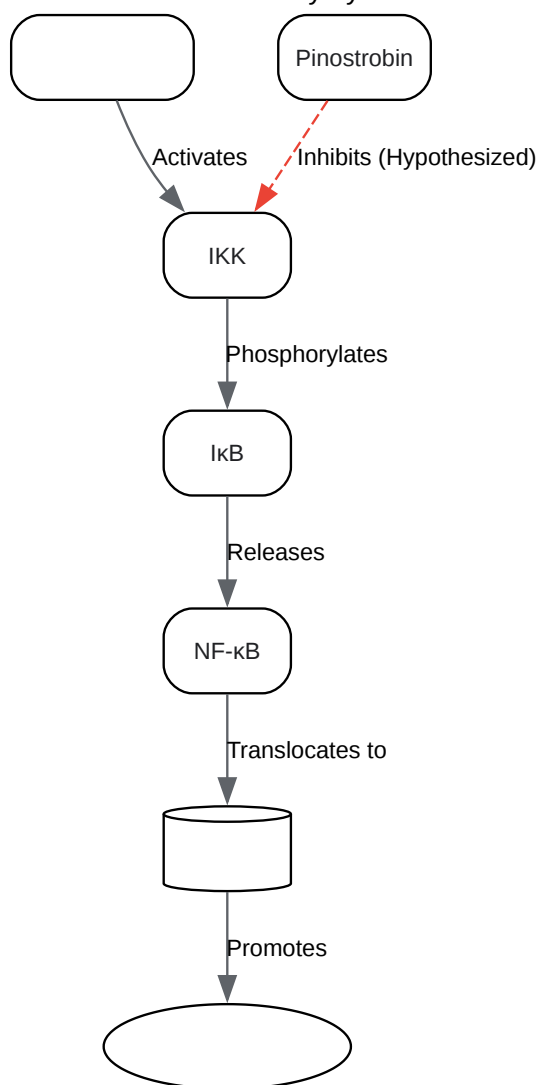 Pinostrobin
Activates
Inhibits (Hypothesized)
IKK
Phosphorylates
IκB
Releases
NF-κB
Translocates to
Promotes